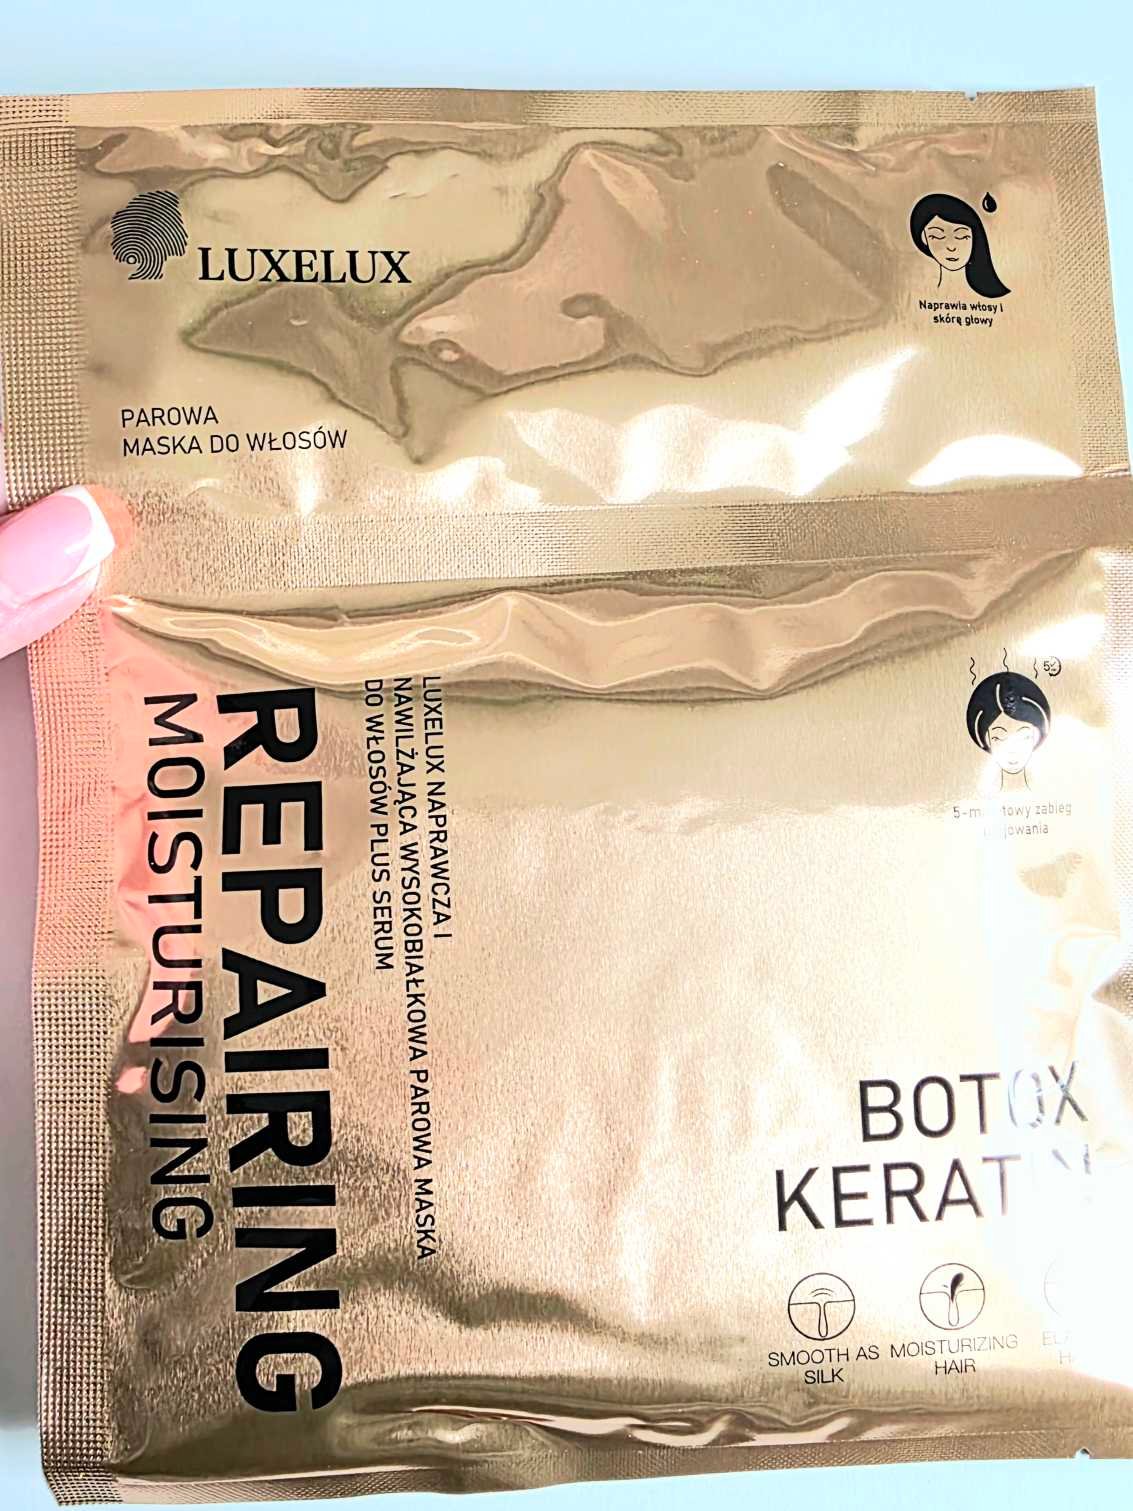 LUXELUX
Naprawia włosy i
skórę głowy
PAROWA
MASKA DO WŁOSÓW
5
LUXELUX NAPRAWCZA I
NAWILŻAJĄCA WYSOKOBIAŁKOWA PAROWA MASKA
DO WŁOSÓW PLUS SERUM
REPAIRING
MOISTURISING
zabieg
BOTOX
KERATIN
SMOOTH AS
SILK
MOISTURIZING
HAIR